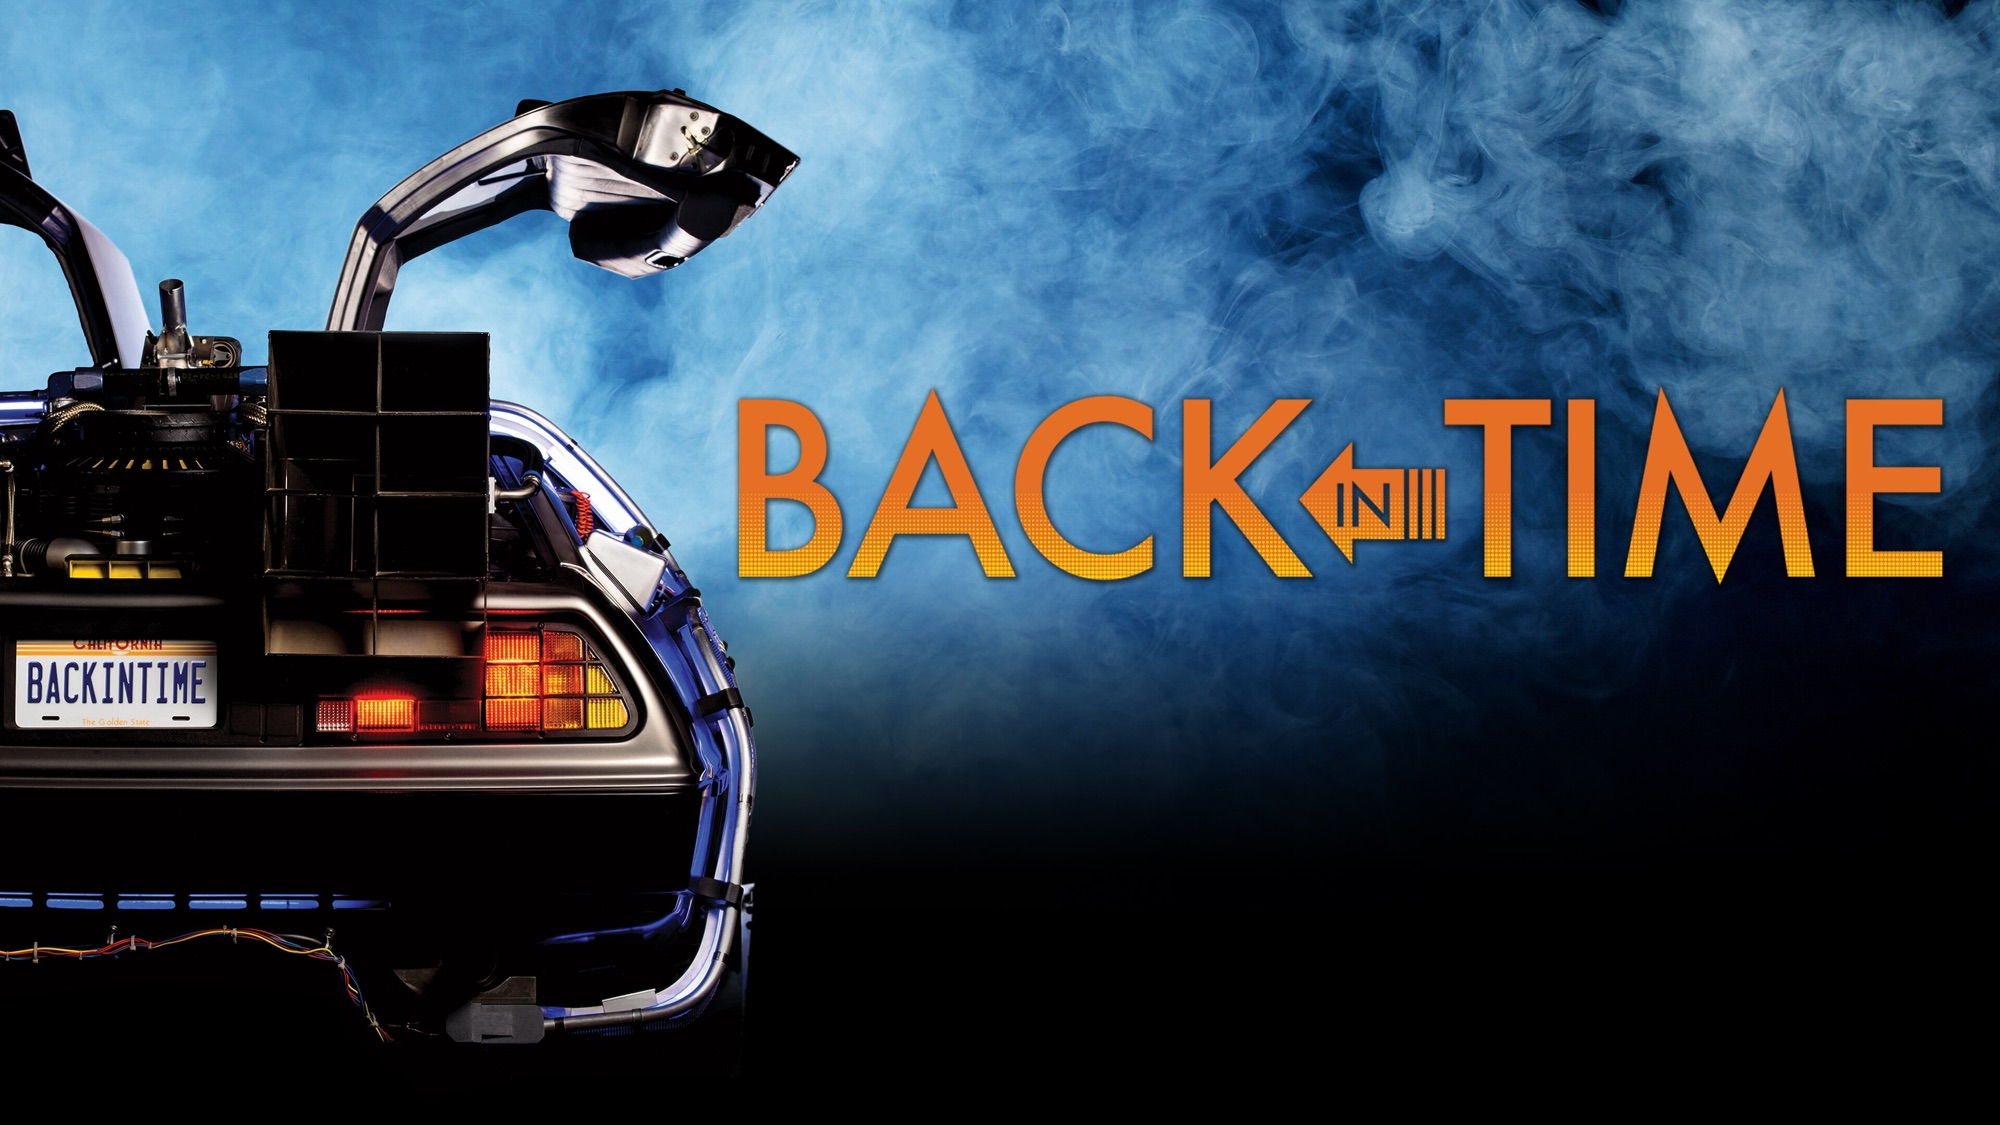 BACK IN TIME
CALIFORNIA
BACKINTIME
The Golden State